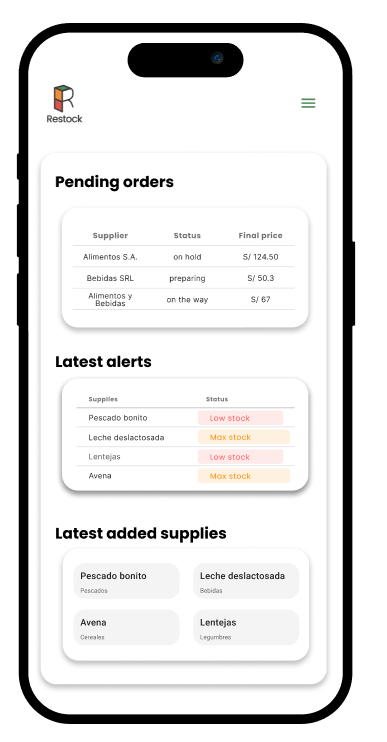 Restock
Pending orders
Supplier Status Final price
Alimentos S.A. on hold S/ 124.50
Bebidas SRL preparing S/ 50.3
Alimentos y
Bebidas on the way S/ 67
Latest alerts
Supplies Status
Pescado bonito Low stock
Leche deslactosada Max stock
Lentejas Low stock
Avena Max stock
Latest added supplies
Pescado bonito Leche deslactosada
Pescados Bebidas
Avena Lentejas
Cereales Legumbres